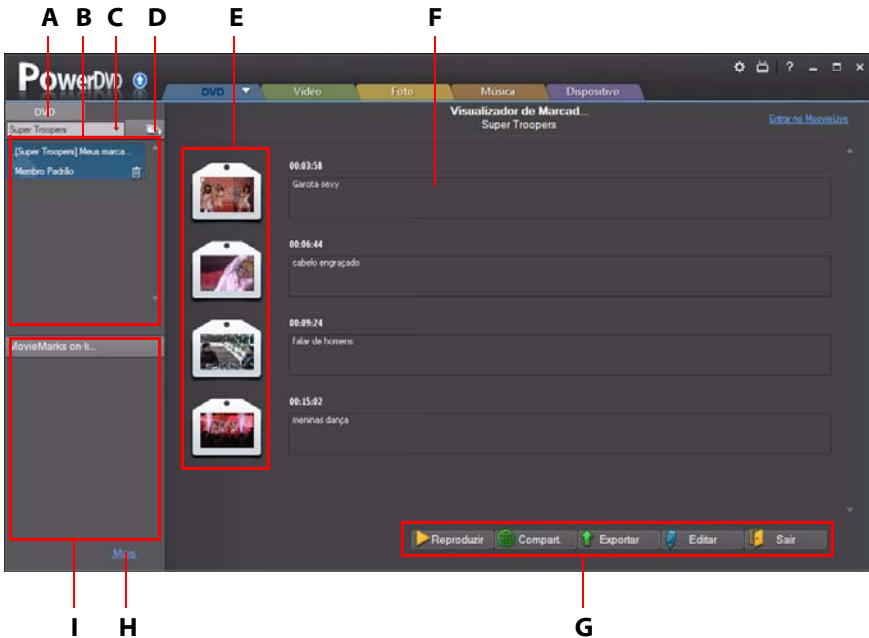 A B C D E F
PowerDVD
DVD Vídeo Foto Música Dispositivo
DVD
Super Troopers
Visualizador de Marcad...
Super Troopers
Entrar no MoovieLive
[Super Troopers] Meus marca...
Membro Padrão
00:03:58
Garota sexy
00:06:44
cabelo engraçado
00:09:24
falar de homens
00:15:02
meninas dança
MovieMarks on-li...
Mais
Reproduzir Compart. Exportar Editar Sair
I H G